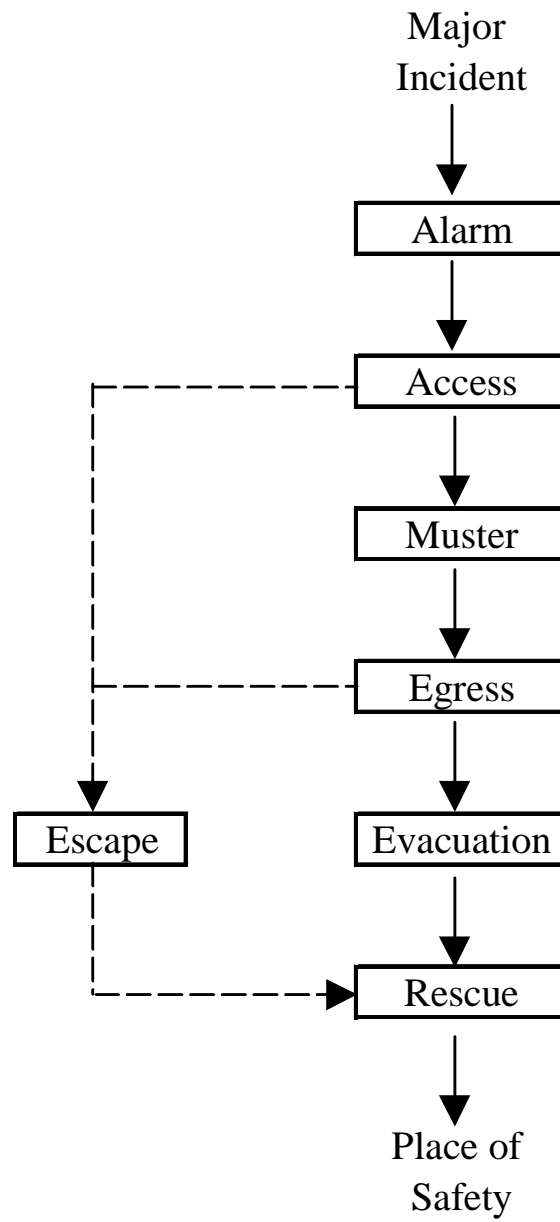 Major
Incident
Alarm
Access
Muster
Egress
Escape
Evacuation
Rescue
Place of
Safety